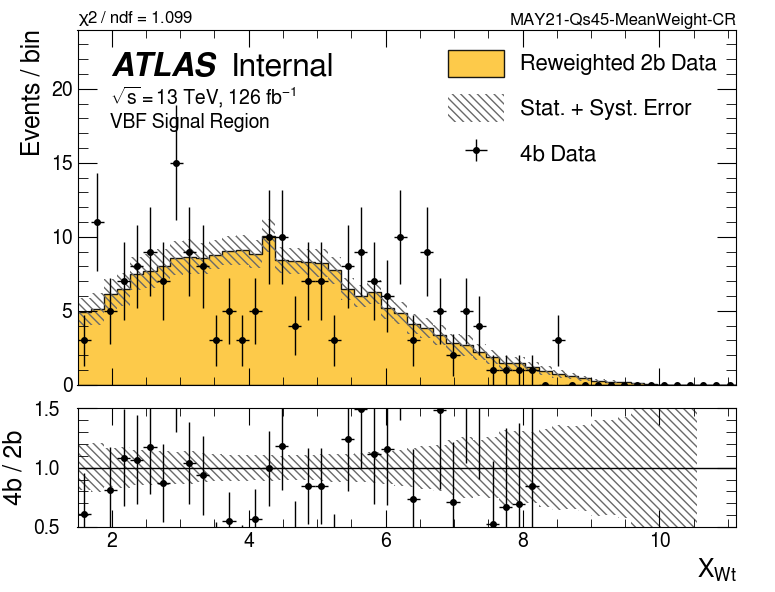 χ2 / ndf = 1.099 MAY21-Qs45-MeanWeight-CR
ATLAS Internal
√s = 13 TeV, 126 fb−1
VBF Signal Region
Reweighted 2b Data
Stat. + Syst. Error
4b Data
Events / bin
20
15
10
5
0
4b / 2b
1.5
1.0
0.5
2 4 6 8 10
XWt